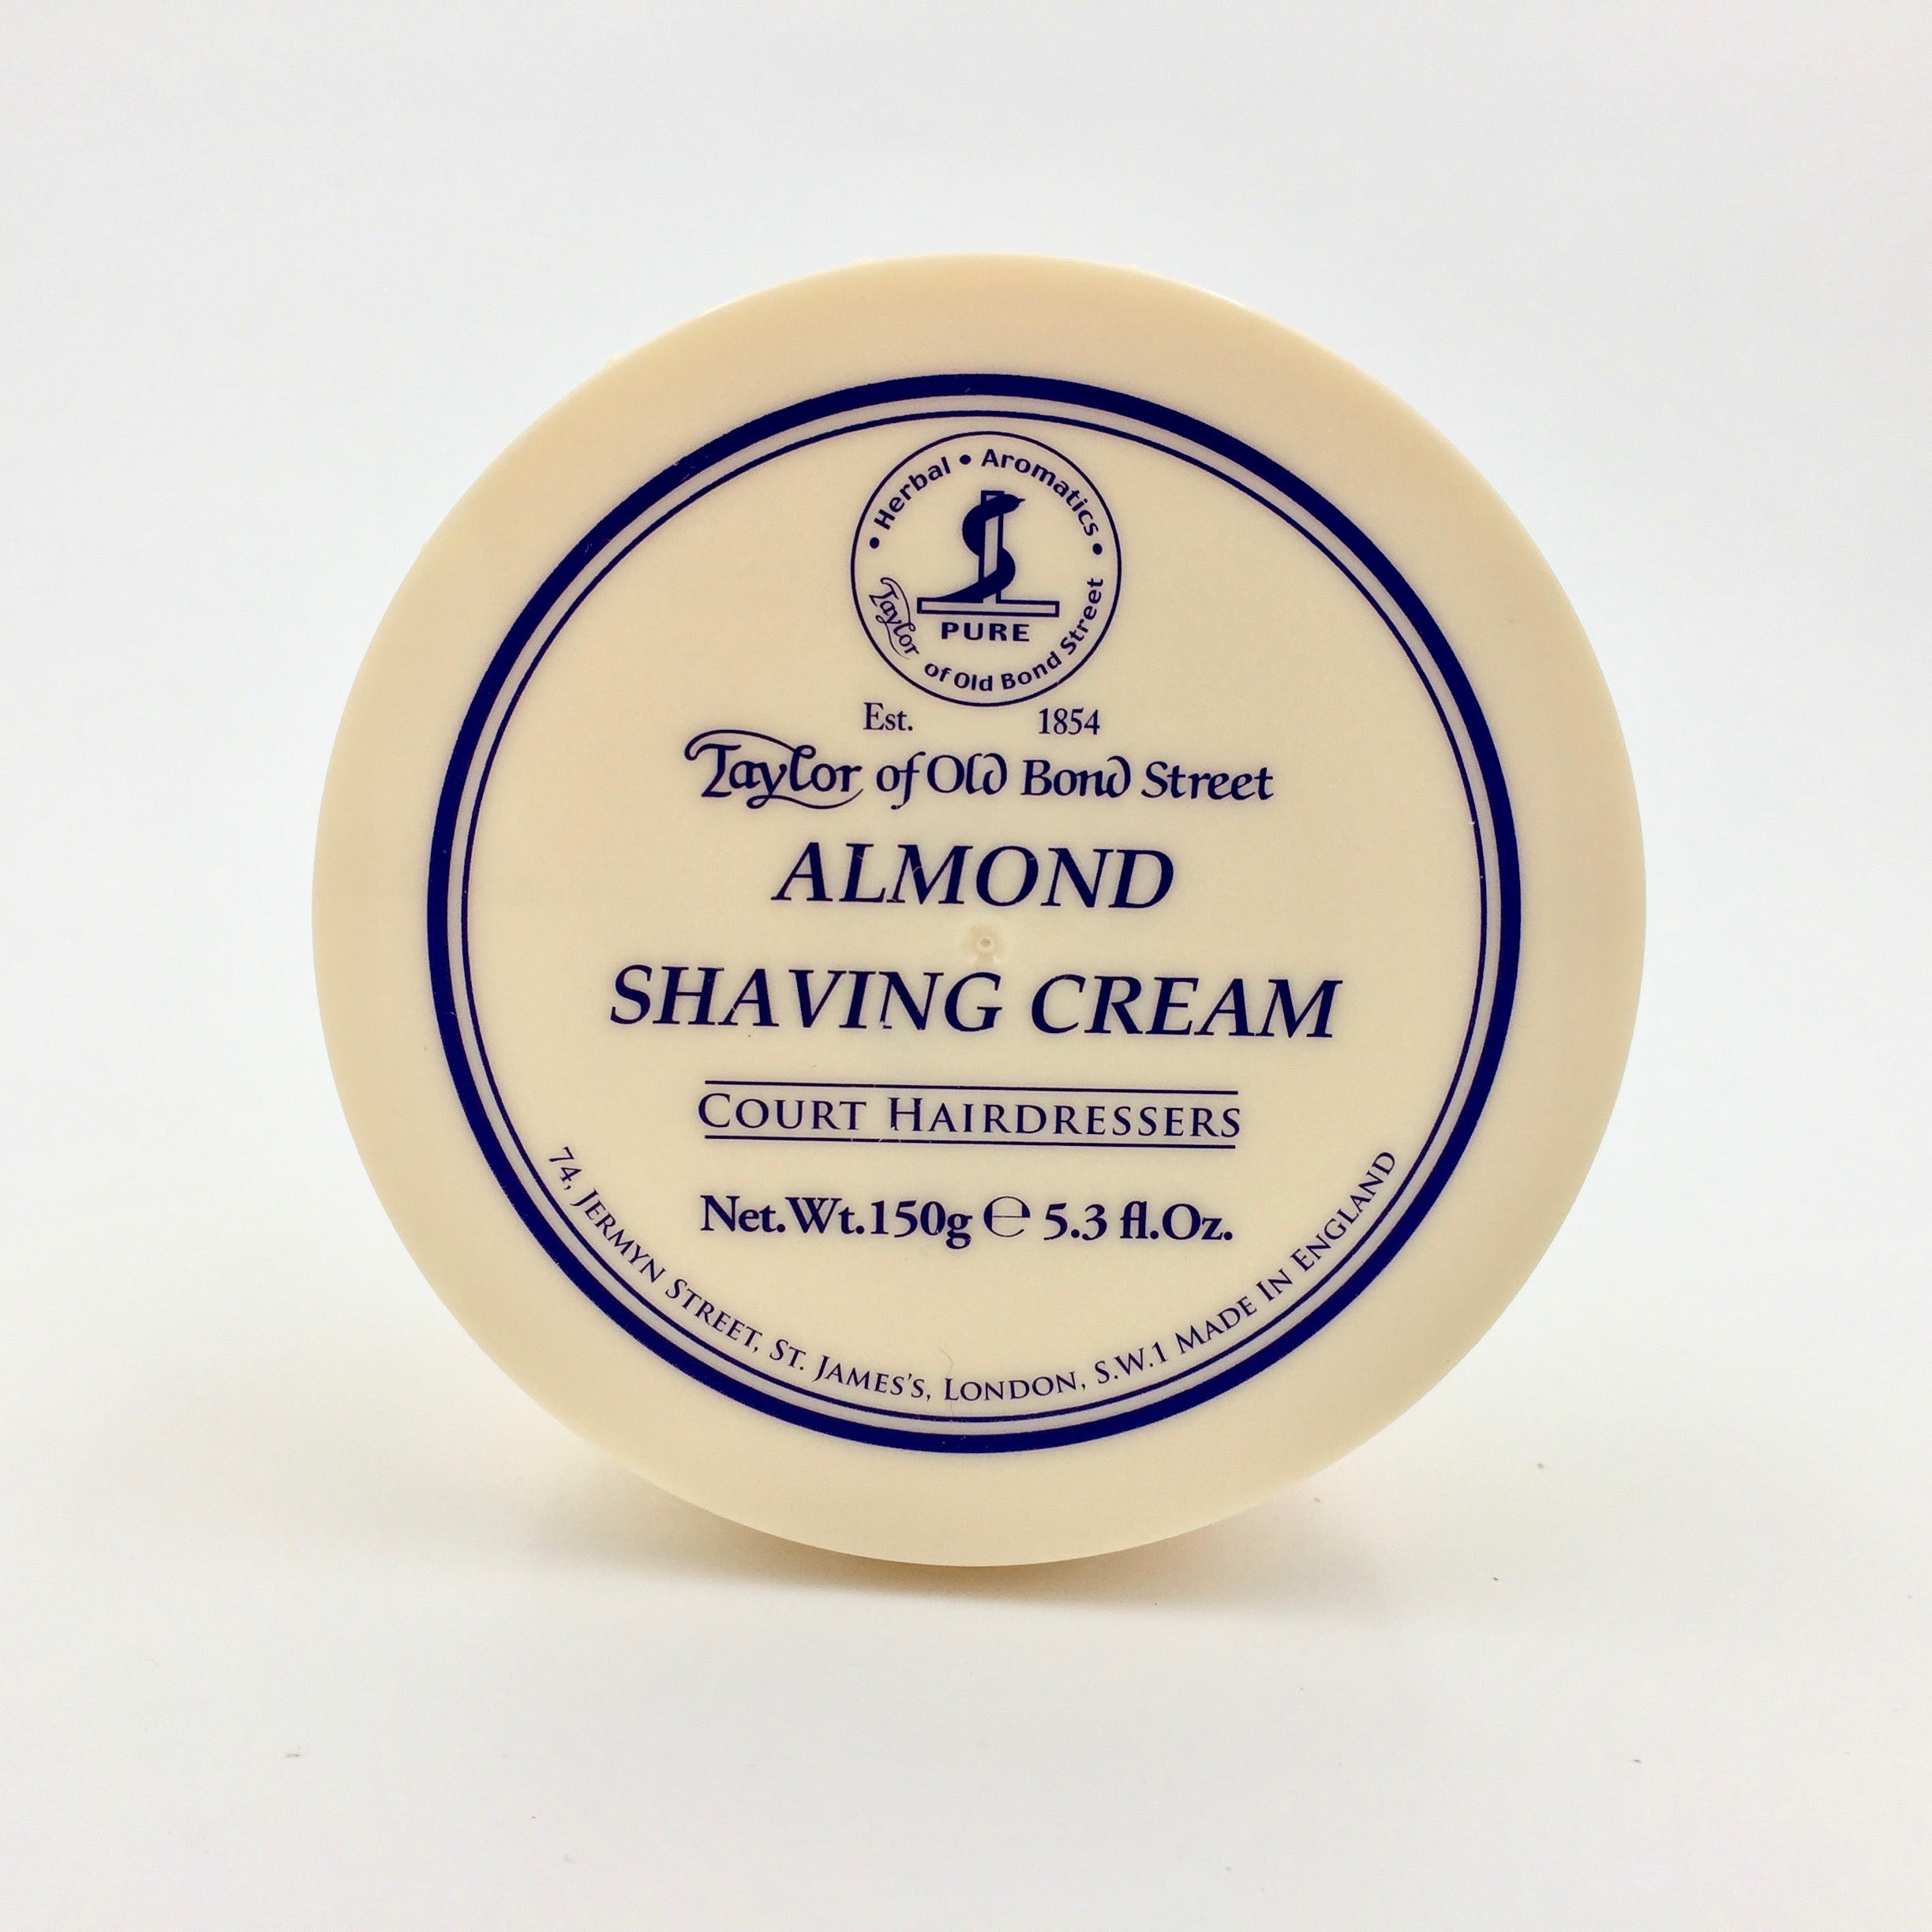 • Herbal • Aromatics •
PURE
Taylor of Old Bond Street
Est. 1854
Taylor of Old Bond Street
ALMOND
SHAVING CREAM
COURT HAIRDRESSERS
Net.Wt.150g ℮ 5.3 fl.Oz.
74, JERMYN STREET, ST. JAMES'S, LONDON, S.W.1 MADE IN ENGLAND